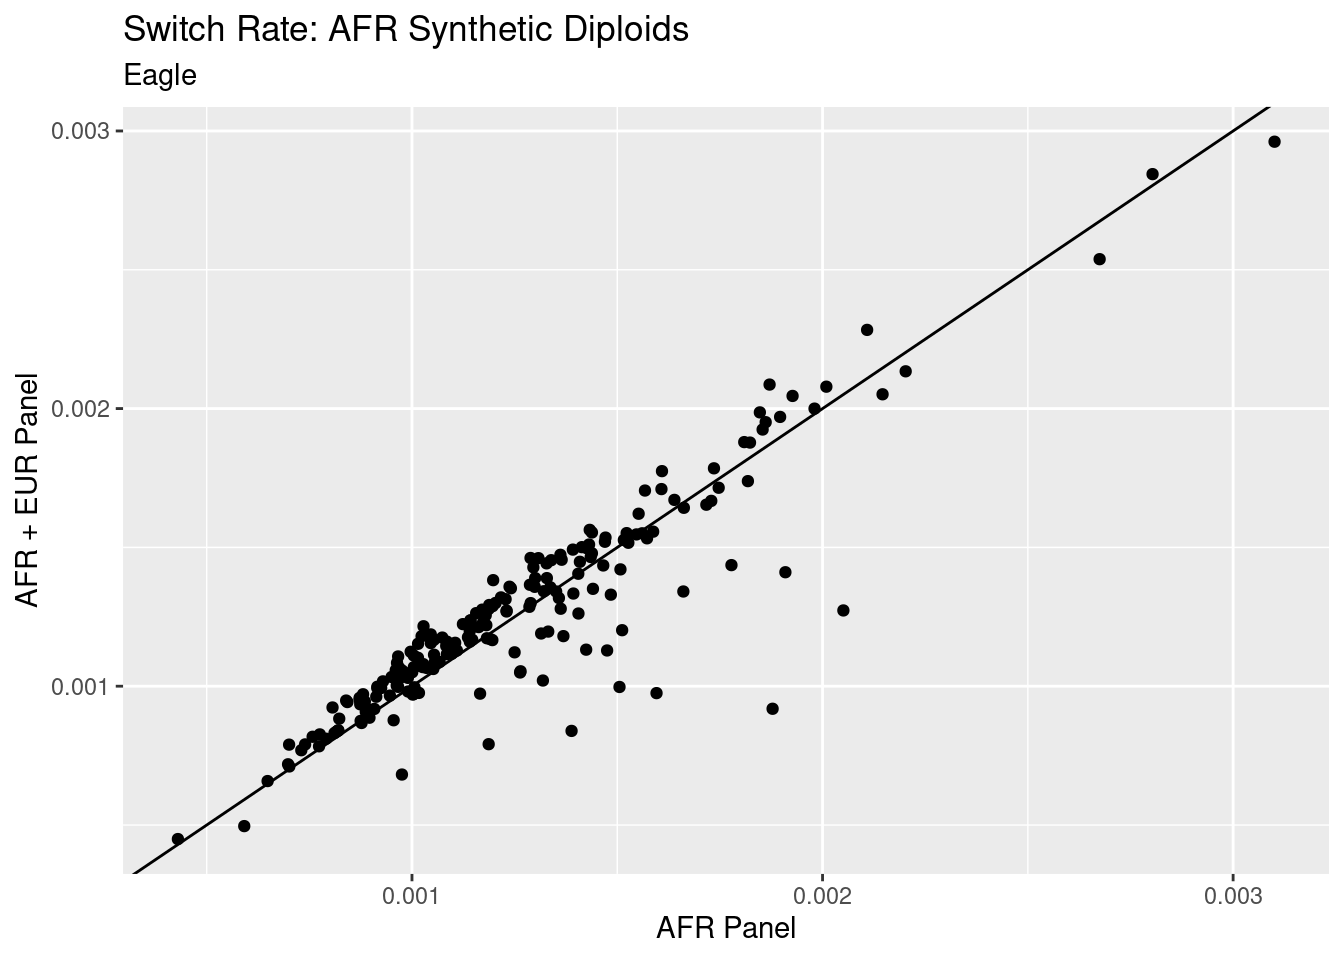 Switch Rate: AFR Synthetic Diploids
Eagle
0.003
0.002
0.001
AFR + EUR Panel
0.001
0.002
0.003
AFR Panel